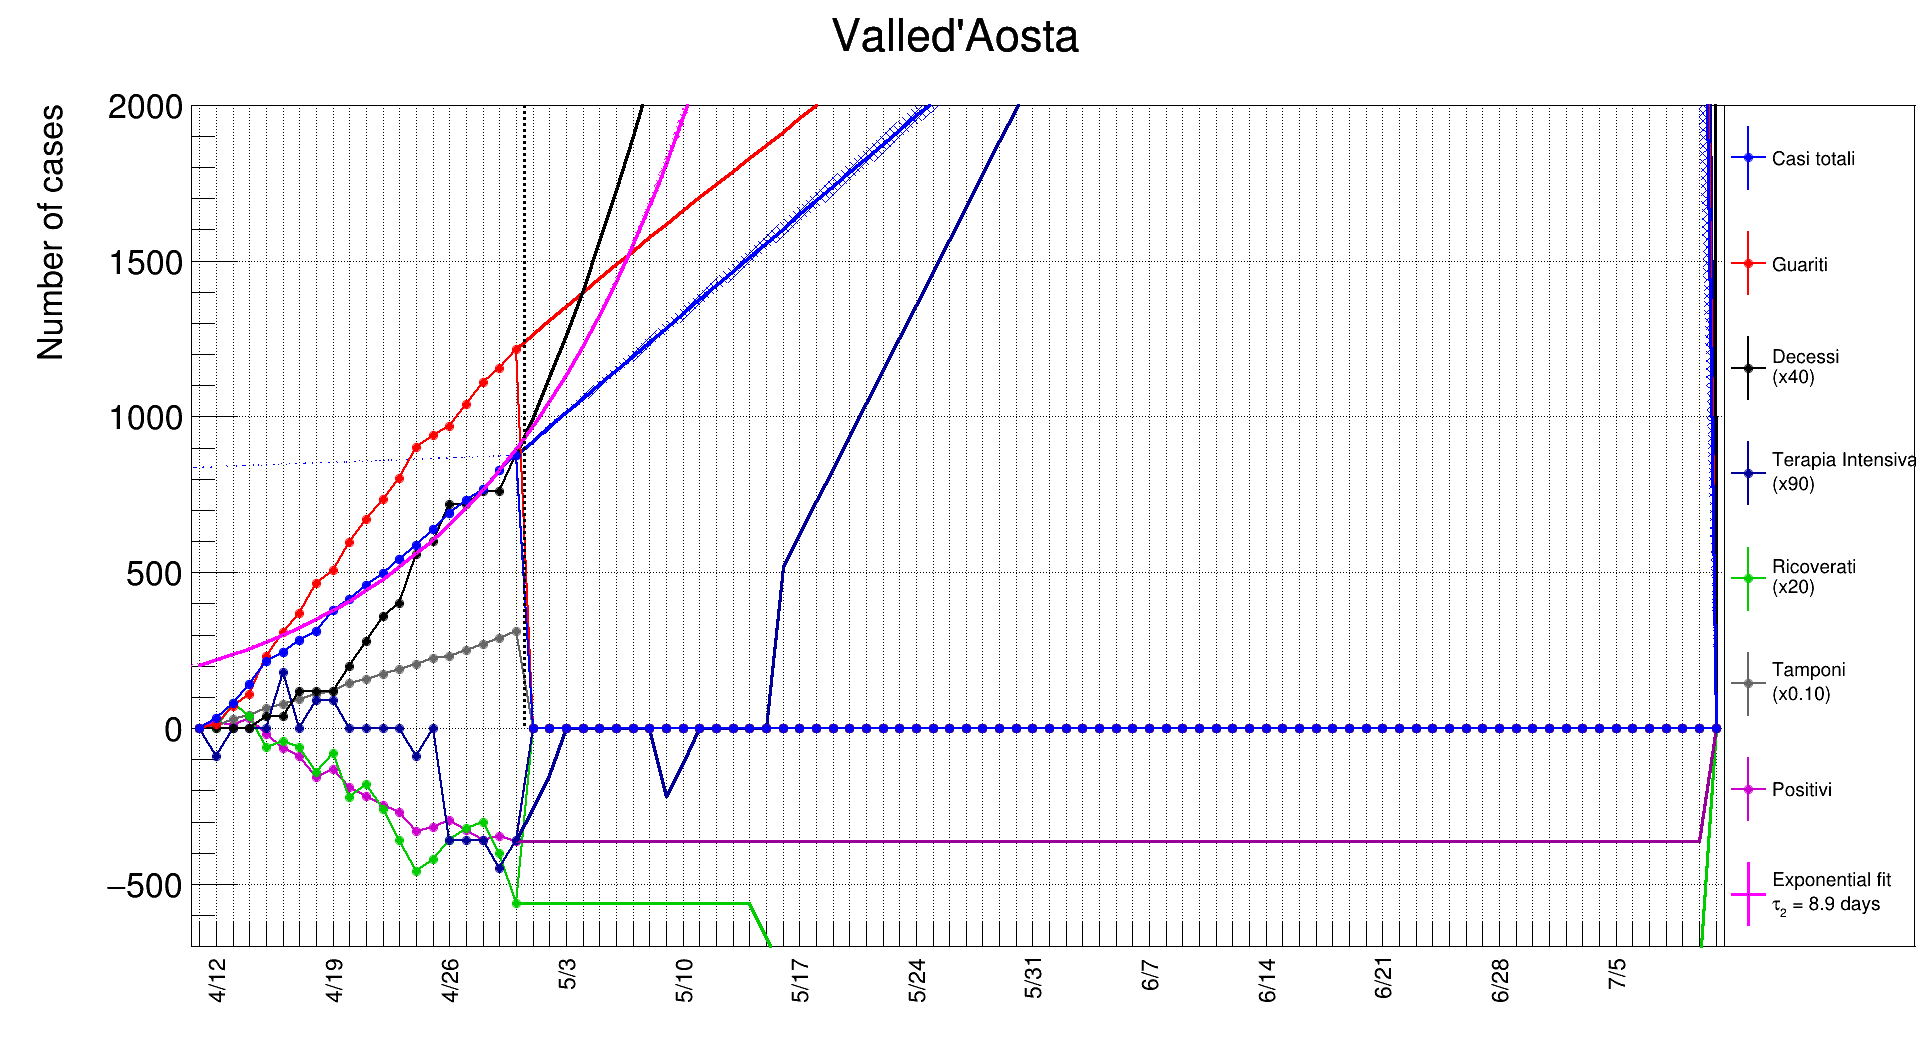 Valled'Aosta
Number of cases
2000
1500
1000
500
0
−500
4/12
4/19
4/26
5/3
5/10
5/17
5/24
5/31
6/7
6/14
6/21
6/28
7/5
Casi totali
Guariti
Decessi
(x40)
Terapia Intensiva
(x90)
Ricoverati
(x20)
Tamponi
(x0.10)
Positivi
Exponential fit
τ2 = 8.9 days